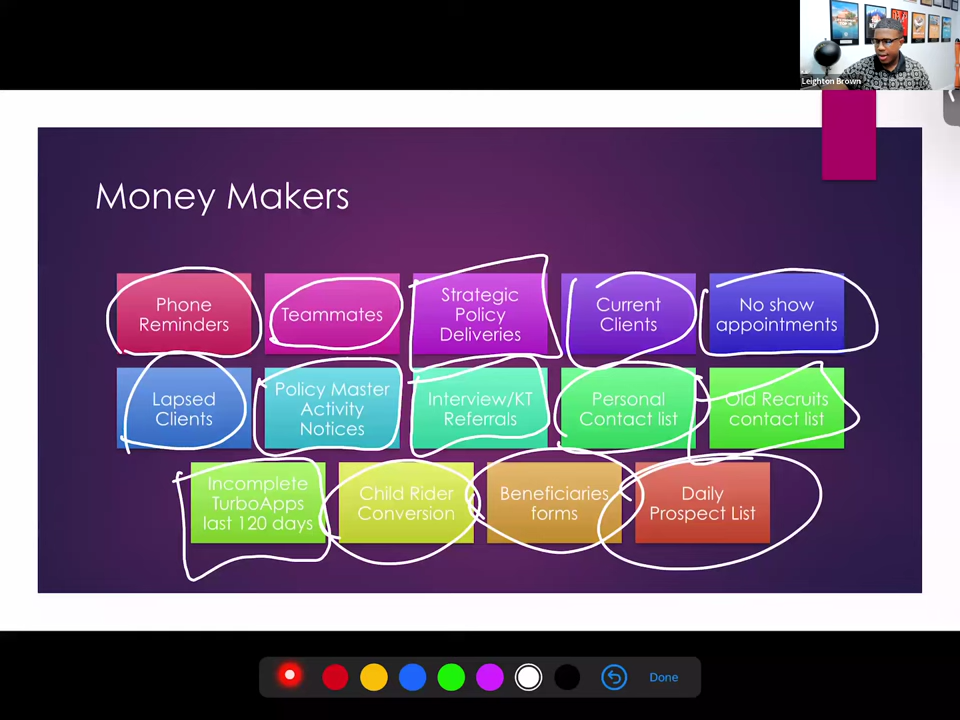 Leighton Brown
Money Makers
Phone
Reminders
Teammates
Strategic
Policy
Deliveries
Current
Clients
No show
appointments
Lapsed
Clients
Policy Master
Activity
Notices
Interview/KT
Referrals
Personal
Contact list
Old Recruits
contact list
Incomplete
TurboApps
last 120 days
Child Rider
Conversion
Beneficiaries
forms
Daily
Prospect List
Done